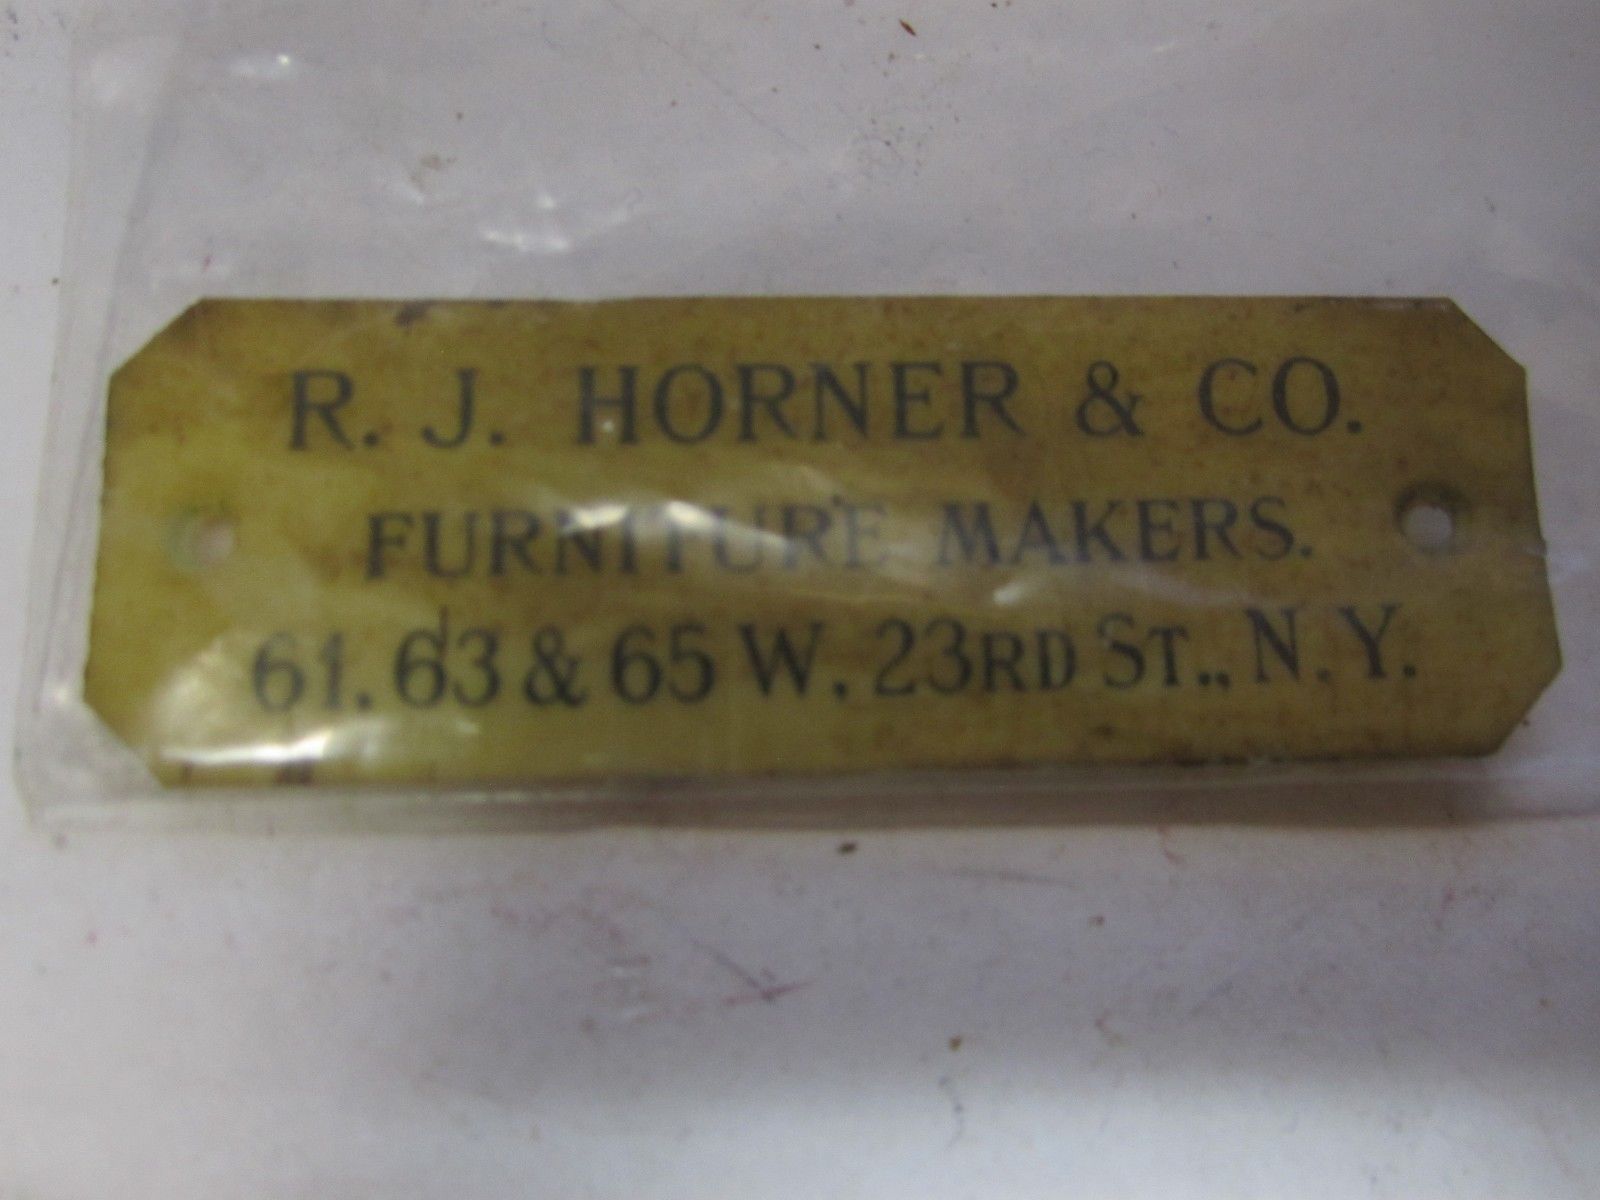 R. J. HORNER & CO.
FURNITURE MAKERS.
61, 63 & 65 W. 23RD ST., N. Y.